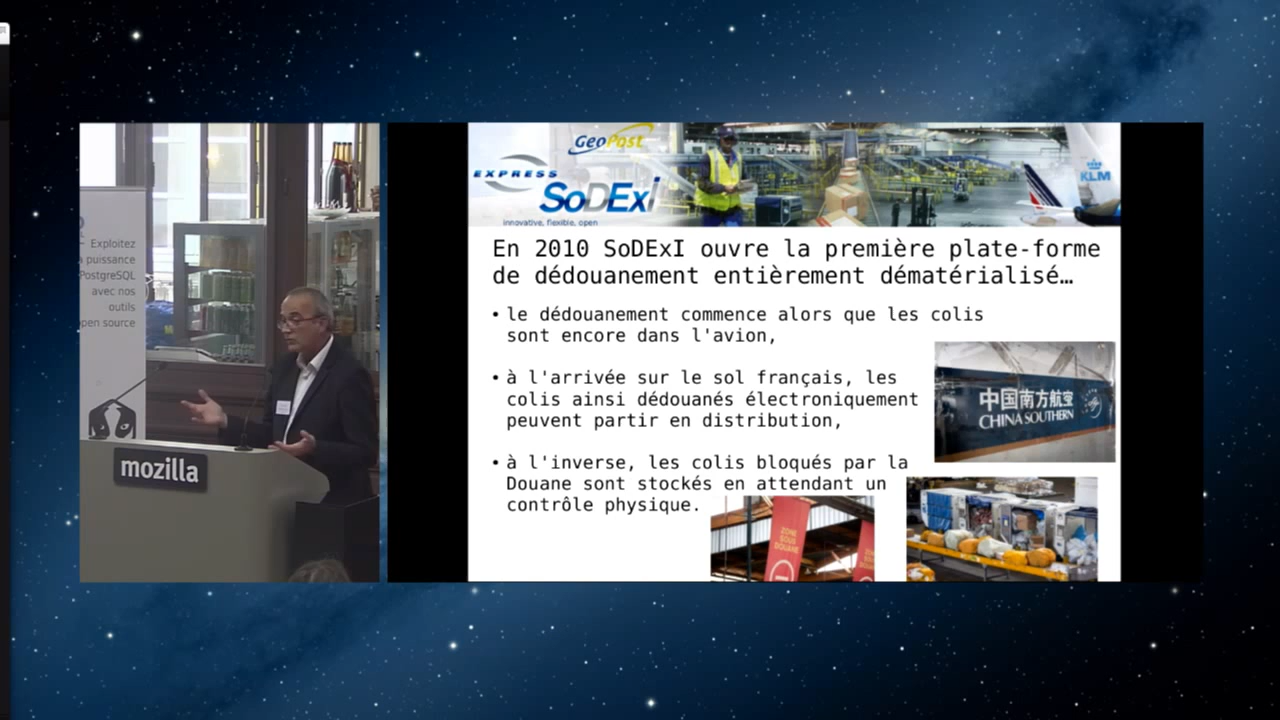 Exploitez
puissance
PostgreSQL
avec nos
outils
open source
mozilla
GeoPost
EXPRESS
SoDExI
innovative, flexible, open
KLM
En 2010 SoDExI ouvre la première plate-forme
de dédouanement entièrement dématérialisé…
• le dédouanement commence alors que les colis
sont encore dans l'avion,
• à l'arrivée sur le sol français, les
colis ainsi dédouanés électroniquement
peuvent partir en distribution,
• à l'inverse, les colis bloqués par la
Douane sont stockés en attendant un
contrôle physique.
中国南方航空
CHINA SOUTHERN
ZONE
SOUS
DOUANE